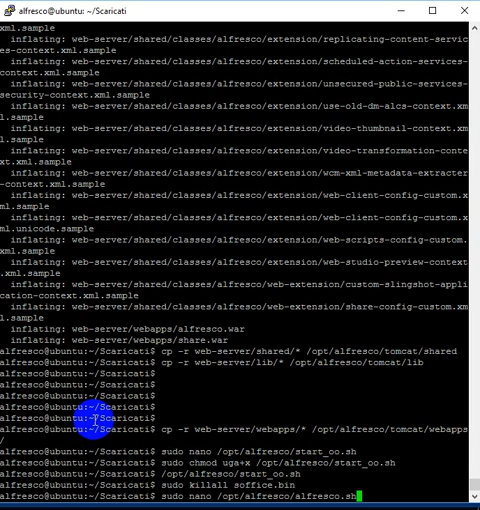 alfresco@ubuntu: ~/Scaricati
xml.sample
inflating: web-server/shared/classes/alfresco/extension/replicating-content-servic
es-context.xml.sample
inflating: web-server/shared/classes/alfresco/extension/scheduled-action-services-
context.xml.sample
inflating: web-server/shared/classes/alfresco/extension/unsecured-public-services-
security-context.xml.sample
inflating: web-server/shared/classes/alfresco/extension/use-old-dm-alcs-context.xm
l.sample
inflating: web-server/shared/classes/alfresco/extension/video-thumbnail-context.xm
l.sample
inflating: web-server/shared/classes/alfresco/extension/video-transformation-conte
xt.xml.sample
inflating: web-server/shared/classes/alfresco/extension/wcm-xml-metadata-extracter
-context.xml.sample
inflating: web-server/shared/classes/alfresco/extension/web-client-config-custom.x
ml.sample
inflating: web-server/shared/classes/alfresco/extension/web-client-config-custom.x
ml.unicode.sample
inflating: web-server/shared/classes/alfresco/extension/web-scripts-config-custom.
xml.sample
inflating: web-server/shared/classes/alfresco/extension/web-studio-preview-context
.xml.sample
inflating: web-server/shared/classes/alfresco/web-extension/custom-slingshot-appli
cation-context.xml.sample
inflating: web-server/shared/classes/alfresco/web-extension/share-config-custom.xm
l.sample
inflating: web-server/webapps/alfresco.war
inflating: web-server/webapps/share.war
alfresco@ubuntu:~/Scaricati$ cp -r web-server/shared/* /opt/alfresco/tomcat/shared
alfresco@ubuntu:~/Scaricati$ cp -r web-server/lib/* /opt/alfresco/tomcat/lib
alfresco@ubuntu:~/Scaricati$
alfresco@ubuntu:~/Scaricati$
alfresco@ubuntu:~/Scaricati$
alfresco@ubuntu:~/Scaricati$
alfresco@ubuntu:~/Scaricati$
alfresco@ubuntu:~/Scaricati$ cp -r web-server/webapps/* /opt/alfresco/tomcat/webapps
/
alfresco@ubuntu:~/Scaricati$ sudo nano /opt/alfresco/start_oo.sh
alfresco@ubuntu:~/Scaricati$ sudo chmod uga+x /opt/alfresco/start_oo.sh
alfresco@ubuntu:~/Scaricati$ /opt/alfresco/start_oo.sh
alfresco@ubuntu:~/Scaricati$ sudo killall soffice.bin
alfresco@ubuntu:~/Scaricati$ sudo nano /opt/alfresco/alfresco.sh